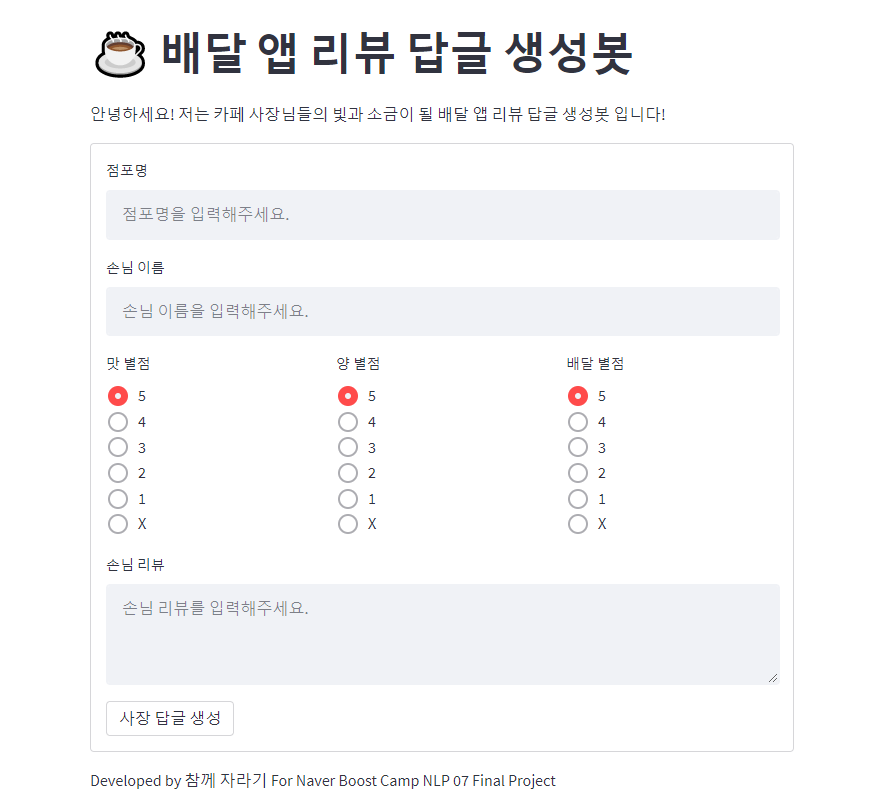 배달 앱 리뷰 답글 생성봇
안녕하세요! 저는 카페 사장님들의 빛과 소금이 될 배달 앱 리뷰 답글 생성봇 입니다!
점포명
점포명을 입력해주세요.
손님 이름
손님 이름을 입력해주세요.
맛 별점 양 별점 배달 별점
5 5 5
4 4 4
3 3 3
2 2 2
1 1 1
X X X
손님 리뷰
손님 리뷰를 입력해주세요.
사장 답글 생성
Developed by 참께 자라기 For Naver Boost Camp NLP 07 Final Project